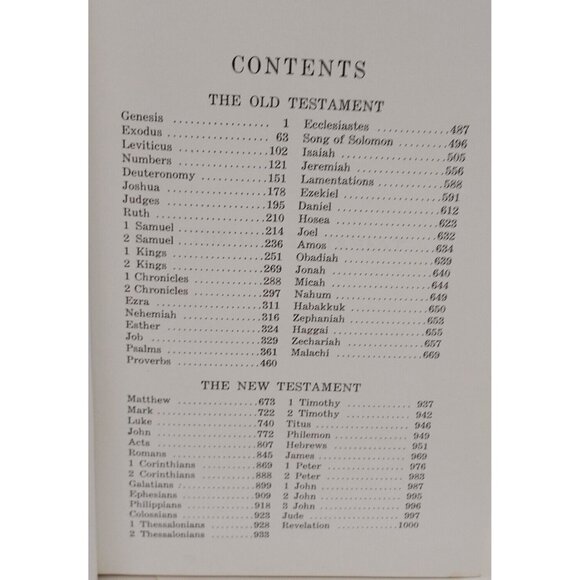 CONTENTS
THE OLD TESTAMENT
Genesis ................ 1
Exodus ................ 63
Leviticus ............. 102
Numbers ............. 121
Deuteronomy ......... 151
Joshua ............... 178
Judges ............... 195
Ruth ................. 210
1 Samuel ............. 214
2 Samuel ............. 236
1 Kings .............. 251
2 Kings .............. 269
1 Chronicles .......... 288
2 Chronicles .......... 297
Ezra ................. 311
Nehemiah ............ 316
Esther ............... 324
Job .................. 329
Psalms ............... 361
Proverbs ............. 460
Ecclesiastes .......... 487
Song of Solomon ...... 496
Isaiah ............... 505
Jeremiah ............. 556
Lamentations ......... 588
Ezekiel .............. 591
Daniel ............... 612
Hosea ................ 623
Joel ................. 632
Amos ................ 634
Obadiah ............. 639
Jonah ................ 640
Micah ................ 644
Nahum ............... 649
Habakkuk ............ 650
Zephaniah ............ 653
Haggai ............... 655
Zechariah ............ 657
Malachi .............. 669
THE NEW TESTAMENT
Matthew .............. 673
Mark ................. 722
Luke ................. 740
John ................. 772
Acts ................. 807
Romans .............. 845
1 Corinthians ......... 869
2 Corinthians ......... 888
Galatians ............ 899
Ephesians ............ 909
Philippians ........... 918
Colossians ........... 923
1 Thessalonians ....... 928
2 Thessalonians ....... 933
1 Timothy ............ 937
2 Timothy ............ 942
Titus ................ 946
Philemon ............. 949
Hebrews .............. 951
James ................ 969
1 Peter .............. 976
2 Peter .............. 983
1 John ............... 987
2 John ............... 995
3 John ............... 996
Jude ................. 997
Revelation .......... 1000